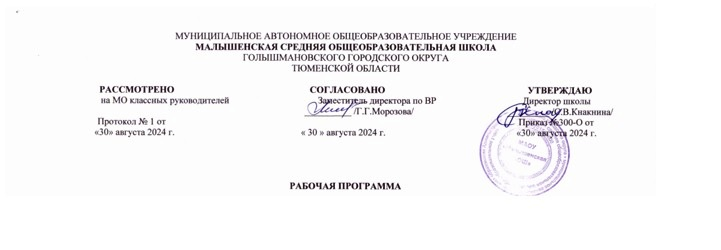 МУНИЦИПАЛЬНОЕ АВТОНОМНОЕ ОБЩЕОБРАЗОВАТЕЛЬНОЕ УЧРЕЖДЕНИЕ
МАЛЫШЕНСКАЯ СРЕДНЯЯ ОБЩЕОБРАЗОВАТЕЛЬНАЯ ШКОЛА
ГОЛЫШМАНОВСКОГО ГОРОДСКОГО ОКРУГА
ТЮМЕНСКОЙ ОБЛАСТИ
РАССМОТРЕНО СОГЛАСОВАНО УТВЕРЖДАЮ
на МО классных руководителей Заместитель директора по ВР Директор школы
/Г.Г.Морозова/ В.Кнакнина/
Протокол № 1 от Приказ №300-О от
«30» августа 2024 г. « 30 » августа 2024 г. «30» августа 2024 г.
РАБОЧАЯ ПРОГРАММА